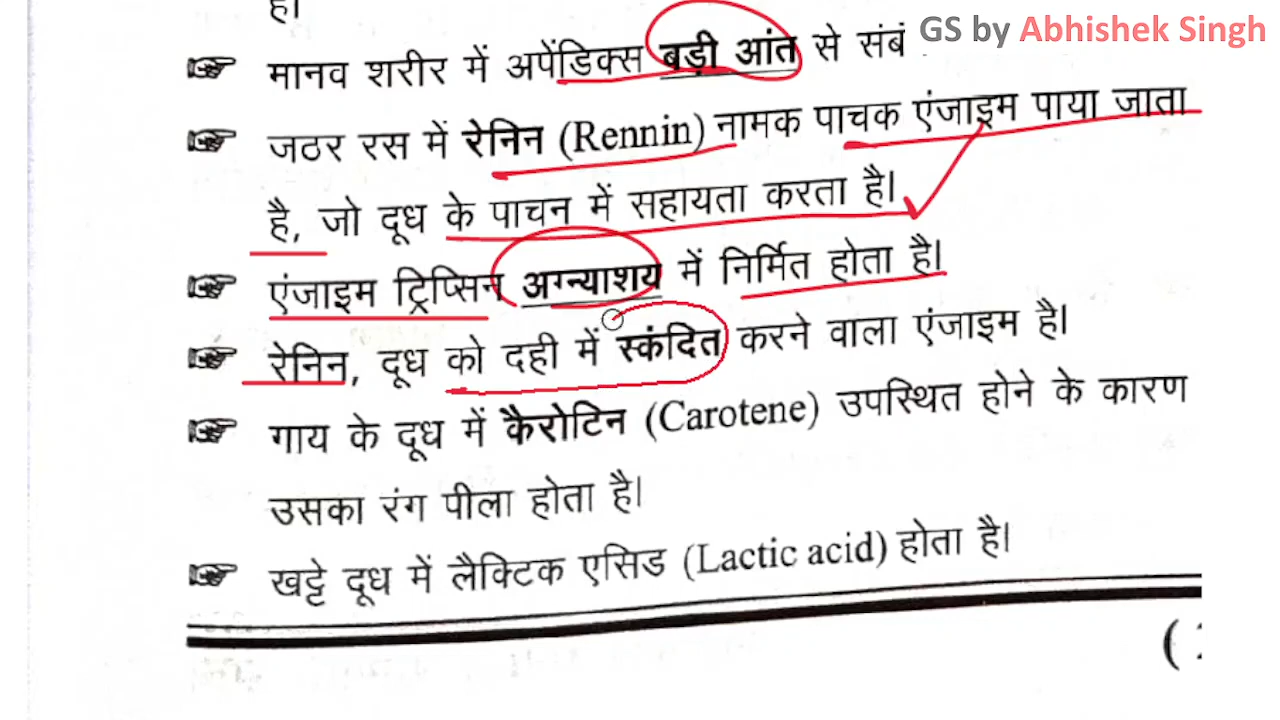 है।
GS by Abhishek Singh
मानव शरीर में अपेंडिक्स बड़ी आंत से संबं
जठर रस में रेनिन (Rennin) नामक पाचक एंजाइम पाया जाता
है, जो दूध के पाचन में सहायता करता है।
एंजाइम ट्रिप्सिन अग्न्याशय में निर्मित होता है।
रेनिन, दूध को दही में स्कंदित करने वाला एंजाइम है।
गाय के दूध में कैरोटिन (Carotene) उपस्थित होने के कारण
उसका रंग पीला होता है।
खट्टे दूध में लैक्टिक एसिड (Lactic acid) होता है।